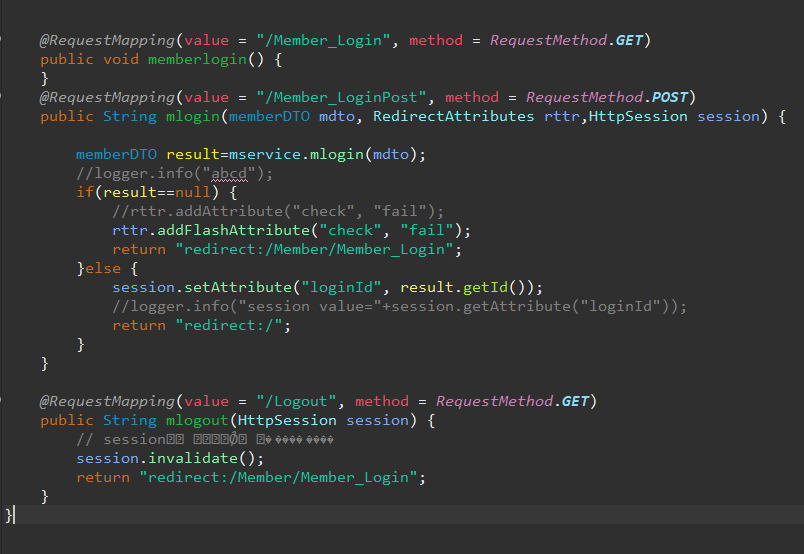 @RequestMapping(value = "/Member_Login", method = RequestMethod.GET)
public void memberlogin() {
}
@RequestMapping(value = "/Member_LoginPost", method = RequestMethod.POST)
public String mlogin(memberDTO mdto, RedirectAttributes rttr,HttpSession session) {
memberDTO result=mservice.mlogin(mdto);
//logger.info("abcd");
if(result==null) {
//rttr.addAttribute("check", "fail");
rttr.addFlashAttribute("check", "fail");
return "redirect:/Member/Member_Login";
}else {
session.setAttribute("loginId", result.getId());
//logger.info("session value="+session.getAttribute("loginId"));
return "redirect:/";
}
}
@RequestMapping(value = "/Logout", method = RequestMethod.GET)
public String mlogout(HttpSession session) {
// session
session.invalidate();
return "redirect:/Member/Member_Login";
}
}